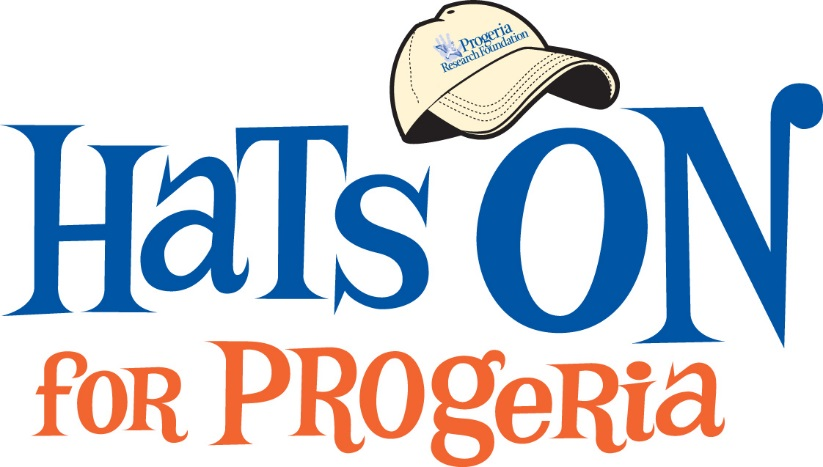 Progeria
Research Foundation
HaTS ON
foR PROgeRia